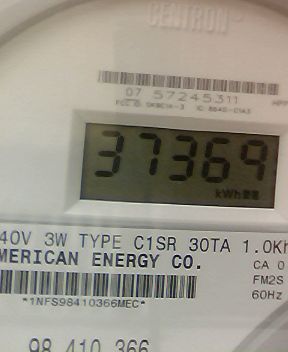 CENTRON
07 57245311
37369
kWh
40V 3W TYPE C1SR 30TA 1.0Kh
MERICAN ENERGY CO.
CA 0
FM2S
60Hz
*1NFS98410366MEC*
98 410 366